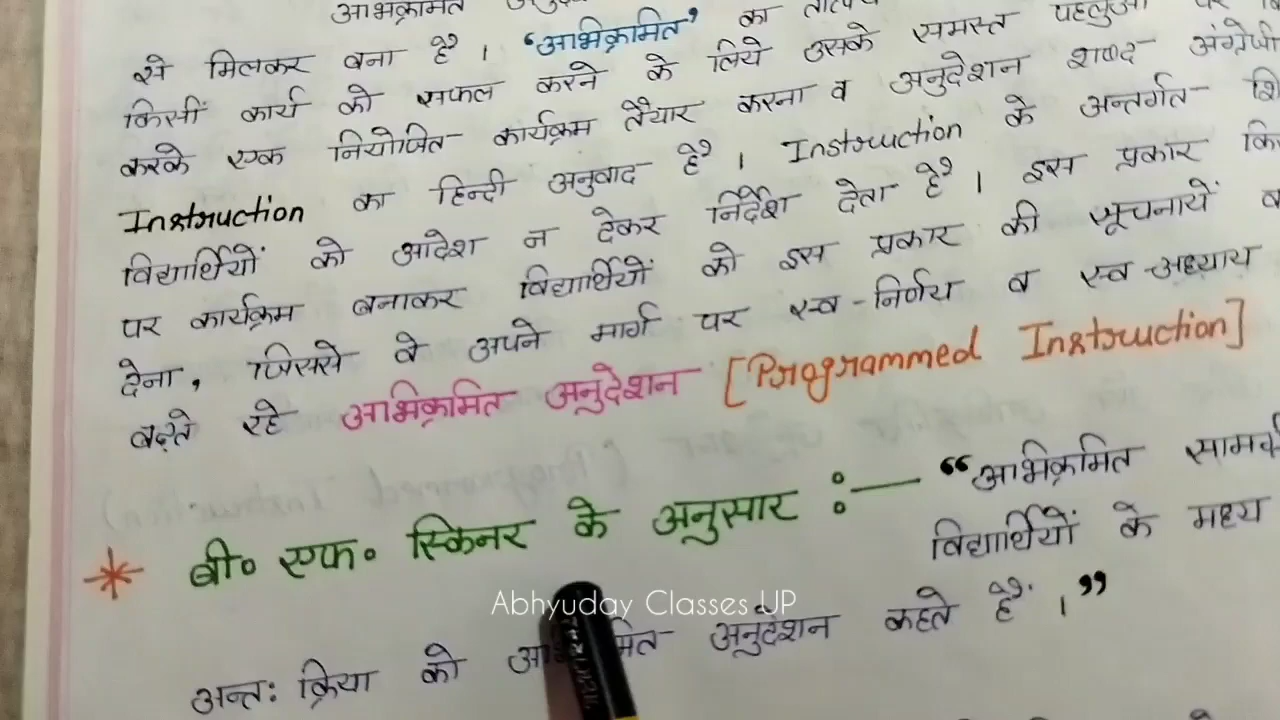 अभिक्रमित
से मिलकर बना है । ‘अभिक्रमित’ का तात्पर्य
किसी कार्य को सफल करने के लिये उसके समस्त पहलुओं पर
करके एक नियोजित कार्यक्रम तैयार करना व अनुदेशन शब्द अंग्रेजी
Instruction का हिन्दी अनुवाद है । Instruction के अन्तर्गत
विद्यार्थियों को आदेश न देकर निर्देश देता है । इस प्रकार
पर कार्यक्रम बनाकर विद्यार्थियों को इस प्रकार की सूचनायें
देना, जिससे वे अपने मार्ग पर स्व-निर्णय व स्व-अध्याय
बढ़ते रहे अभिक्रमित अनुदेशन [Programmed Instruction]
* बी० एफ० स्किनर के अनुसार :— “अभिक्रमित
विद्यार्थियों के मध्य
अन्त: क्रिया को अनुदेशन कहते हैं ।”
Abhyuday Classes UP